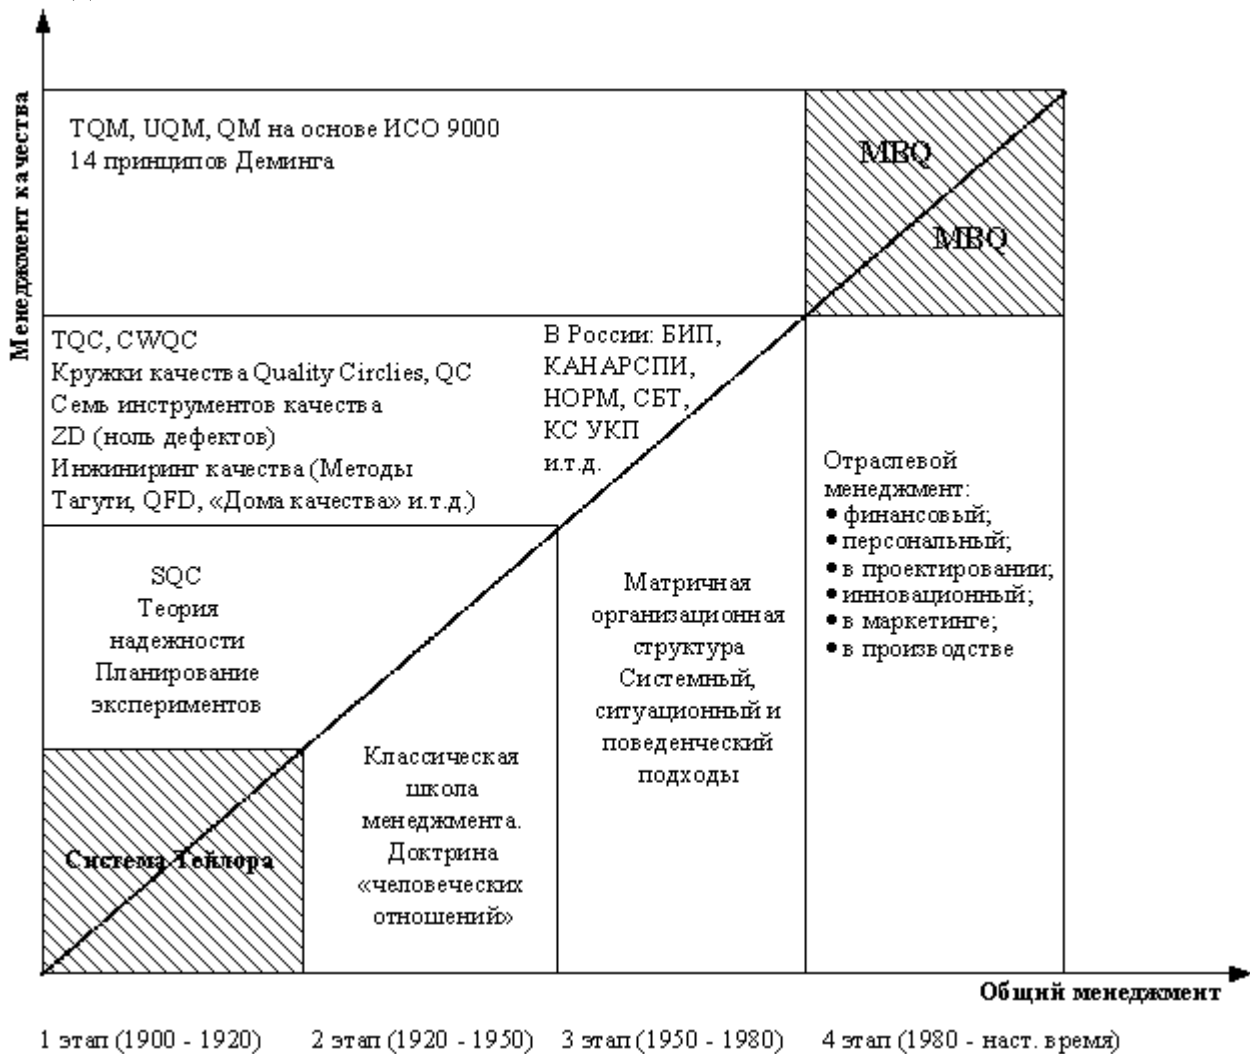 Менеджмент качества
TQM, UQM, QM на основе ИСО 9000
14 принципов Деминга
MBQ
MBQ
TQC, CWQC
Кружки качества Quality Circlies, QC
Семь инструментов качества
ZD (ноль дефектов)
Инжиниринг качества (Методы
Тагути, QFD, «Дома качества» и.т.д.)
В России: БИП,
КАНАРСПИ,
НОРМ, СБТ,
КС УКП
и.т.д.
Отраслевой
менеджмент:
• финансовый;
• персональный;
• в проектировании;
• инновационный;
• в маркетинге;
• в производстве
SQC
Теория
надежности
Планирование
экспериментов
Матричная
организационная
структура
Системный,
ситуационный и
поведенческий
подходы
Классическая
школа
менеджмента.
Доктрина
«человеческих
отношений»
Система Тейлора
Общий менеджмент
1 этап (1900 - 1920)
2 этап (1920 - 1950)
3 этап (1950 - 1980)
4 этап (1980 - наст. время)